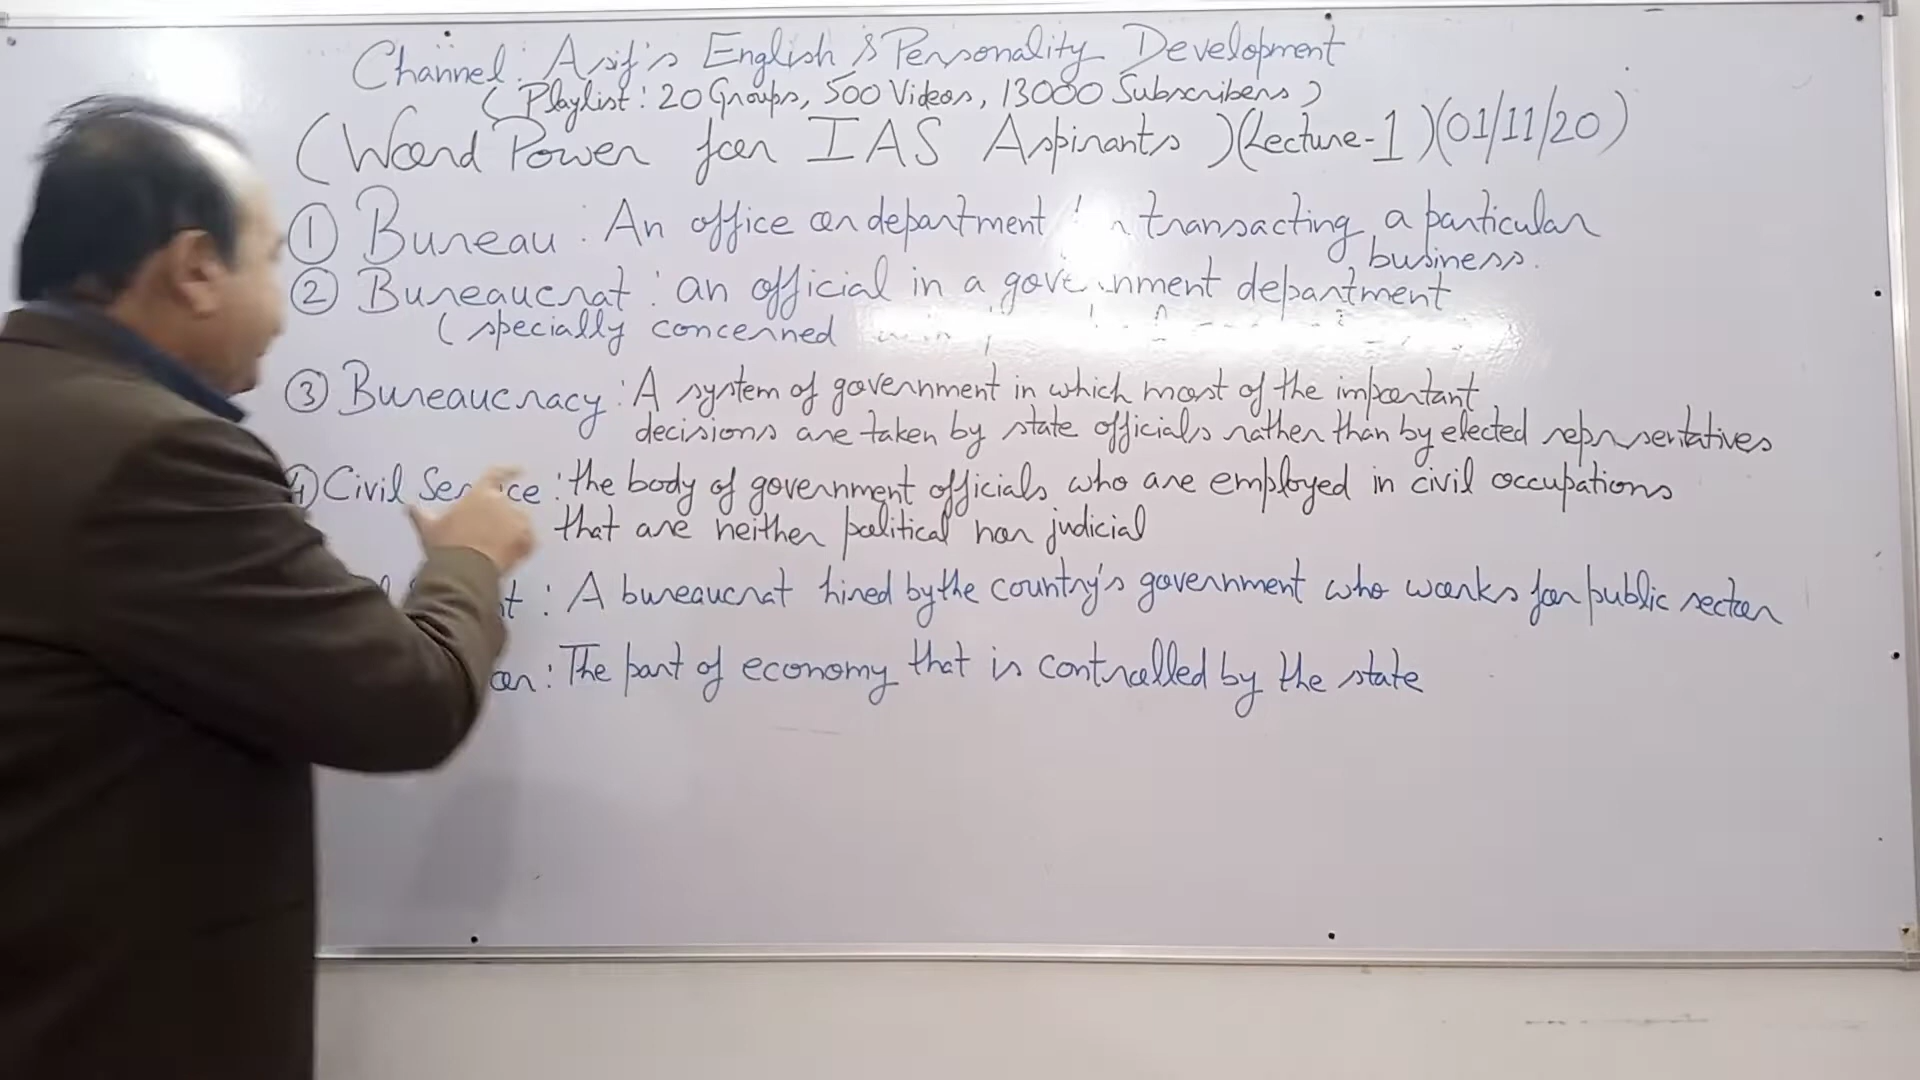 Channel: Asif's English & Personality Development
(Playlist: 20 Groups, 500 Videos, 13000 Subscribers)
(Word Power for IAS Aspirants) (Lecture-1) (01/11/20)
① Bureau: An office or department transacting a particular
business.
② Bureaucrat: an official in a government department
(specially concerned
③ Bureaucracy: A system of government in which most of the important
decisions are taken by state officials rather than by elected representatives
④ Civil Service: the body of government officials who are employed in civil occupations
that are neither political nor judicial
: A bureaucrat hired by the country's government who works for public sector
: The part of economy that is controlled by the state